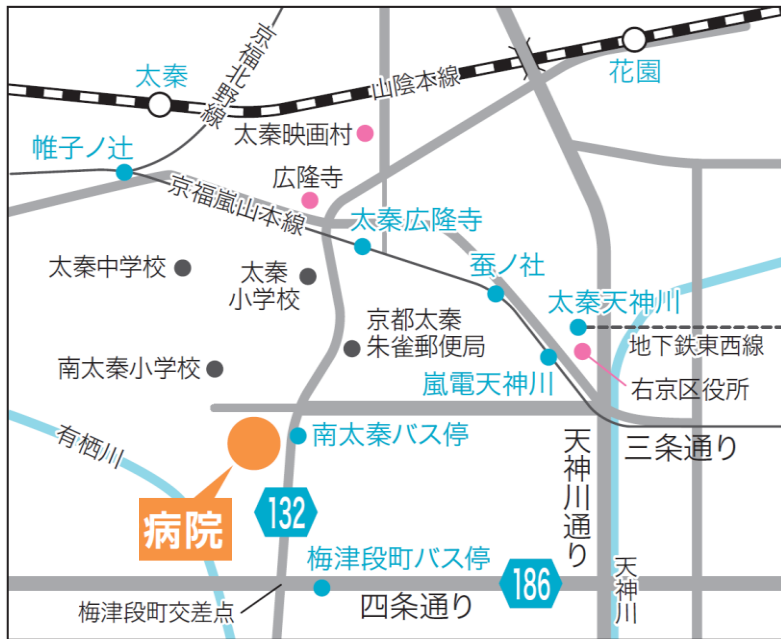 京福北野線
太秦
山陰本線
花園
太秦映画村
帷子ノ辻
広隆寺
京福嵐山本線
太秦広隆寺
太秦中学校
太秦
小学校
蚕ノ社
太秦天神川
京都太秦
朱雀郵便局
地下鉄東西線
南太秦小学校
嵐電天神川
右京区役所
有栖川
南太秦バス停
天神川通り
三条通り
病院
132
梅津段町バス停
186
天神川
梅津段町交差点
四条通り